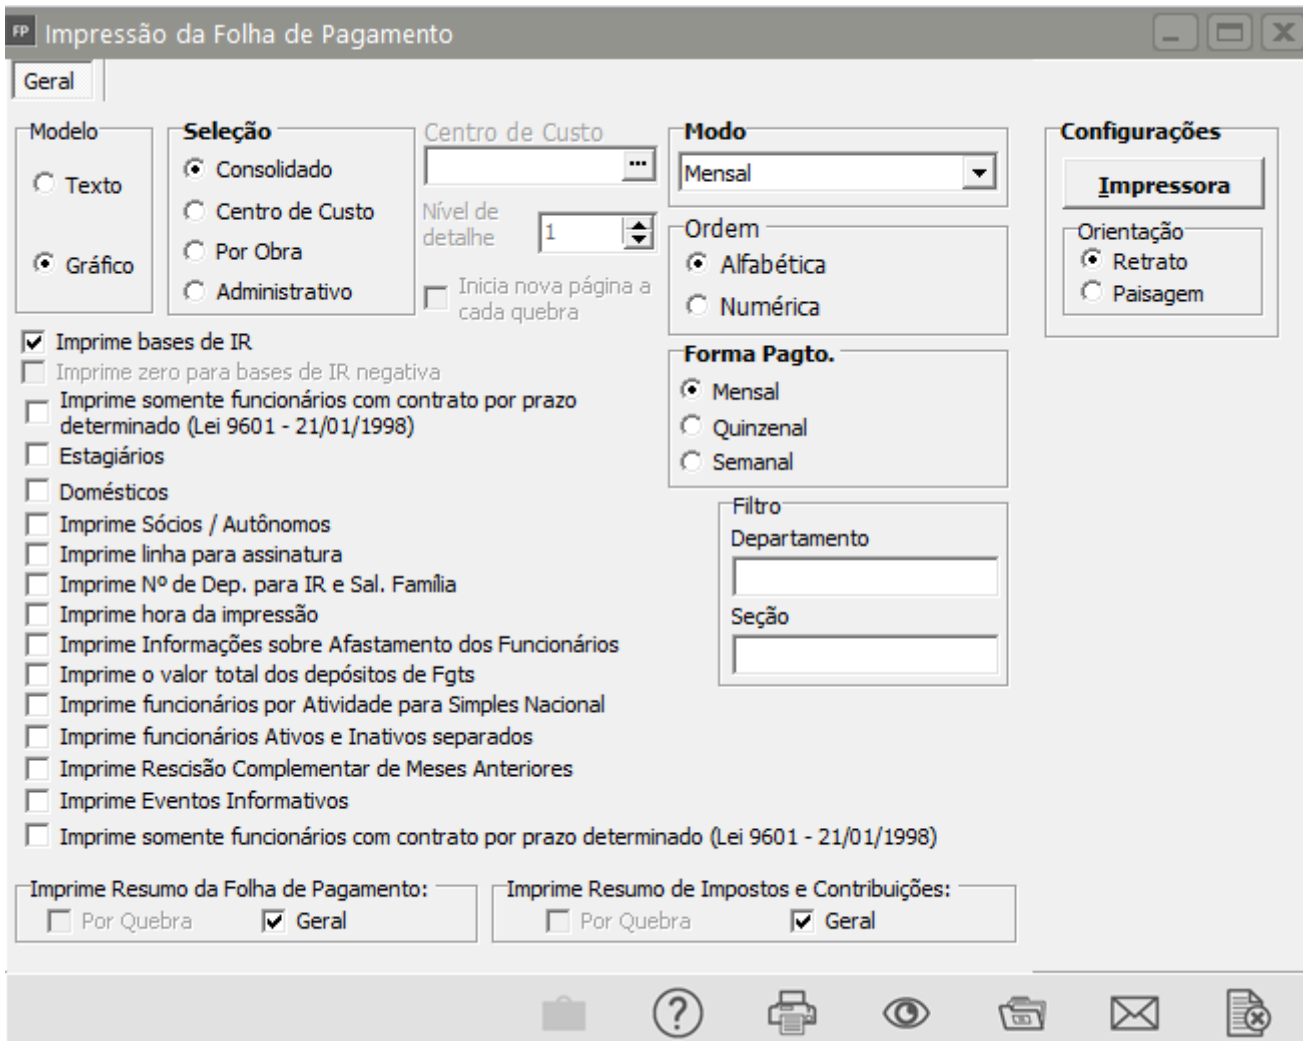 FP Impressão da Folha de Pagamento
Geral
Modelo
Texto
Gráfico
Seleção
Consolidado
Centro de Custo
Por Obra
Administrativo
Centro de Custo
...
Nível de
detalhe
1
Inicia nova página a
cada quebra
Modo
Mensal
Ordem
Alfabética
Numérica
Configurações
Impressora
Orientação
Retrato
Paisagem
Imprime bases de IR
Imprime zero para bases de IR negativa
Imprime somente funcionários com contrato por prazo
determinado (Lei 9601 - 21/01/1998)
Estagiários
Domésticos
Imprime Sócios / Autônomos
Imprime linha para assinatura
Imprime Nº de Dep. para IR e Sal. Família
Imprime hora da impressão
Imprime Informações sobre Afastamento dos Funcionários
Imprime o valor total dos depósitos de Fgts
Imprime funcionários por Atividade para Simples Nacional
Imprime funcionários Ativos e Inativos separados
Imprime Rescisão Complementar de Meses Anteriores
Imprime Eventos Informativos
Imprime somente funcionários com contrato por prazo determinado (Lei 9601 - 21/01/1998)
Forma Pagto.
Mensal
Quinzenal
Semanal
Filtro
Departamento
Seção
Imprime Resumo da Folha de Pagamento:
Por Quebra
Geral
Imprime Resumo de Impostos e Contribuições:
Por Quebra
Geral